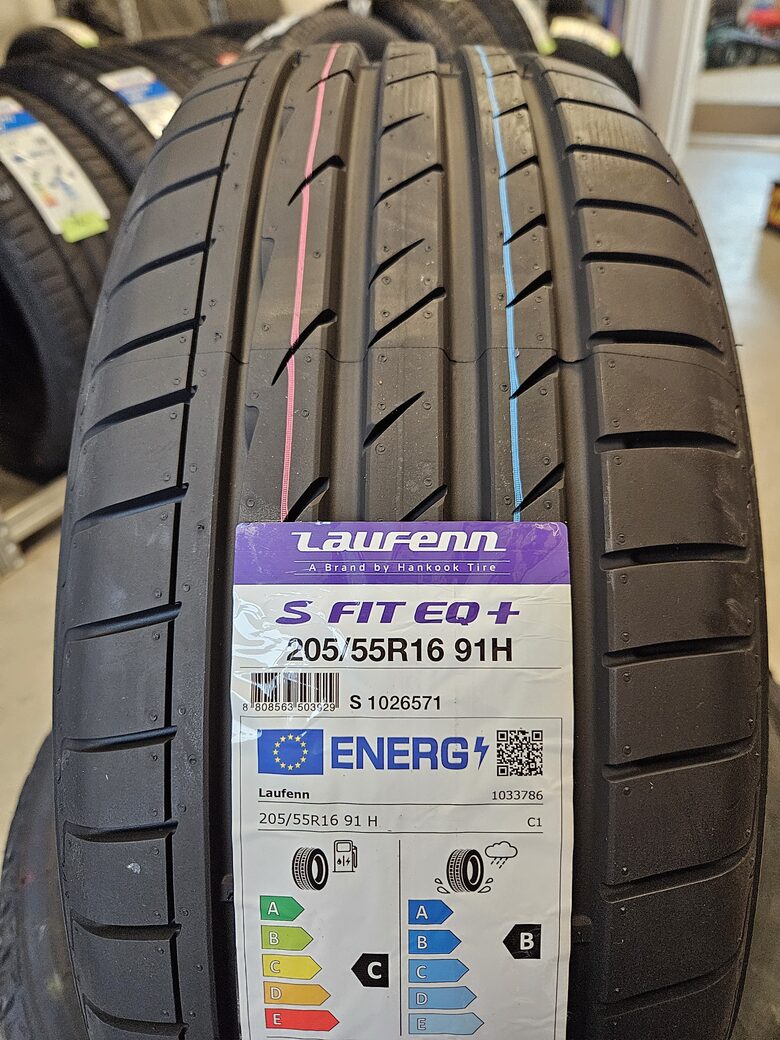 Laufenn
A Brand by Hankook Tire
S FIT EQ+
205/55R16 91H
8 808563 503929
S 1026571
ENERG
Laufenn 1033786
205/55R16 91 H C1
A A
B B B
C C C
D D
E E